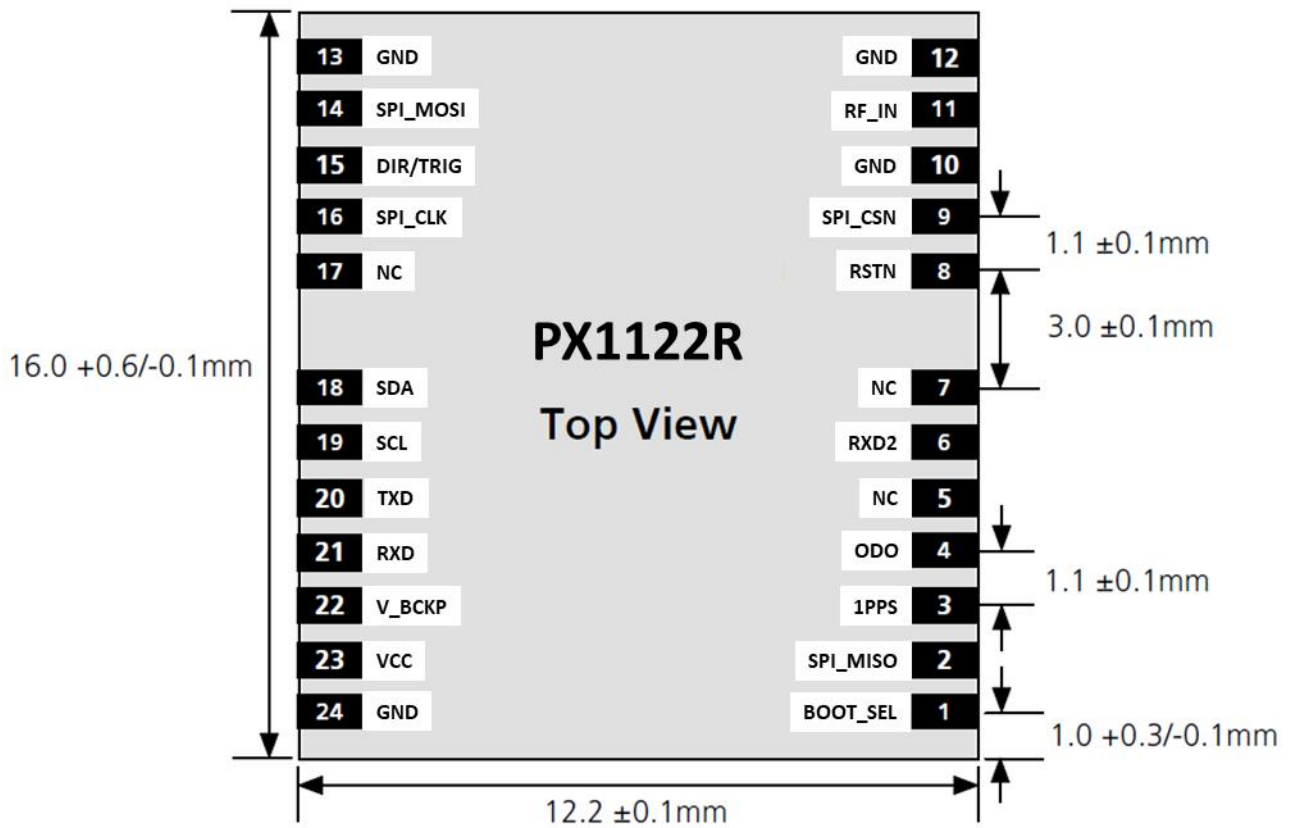 13 GND
GND 12
14 SPI_MOSI
RF_IN 11
15 DIR/TRIG
GND 10
16 SPI_CLK
SPI_CSN 9
1.1 ±0.1mm
17 NC
RSTN 8
3.0 ±0.1mm
PX1122R
16.0 +0.6/-0.1mm
18 SDA
NC 7
Top View
19 SCL
RXD2 6
20 TXD
NC 5
21 RXD
ODO 4
1.1 ±0.1mm
22 V_BCKP
1PPS 3
23 VCC
SPI_MISO 2
24 GND
BOOT_SEL 1
1.0 +0.3/-0.1mm
12.2 ±0.1mm